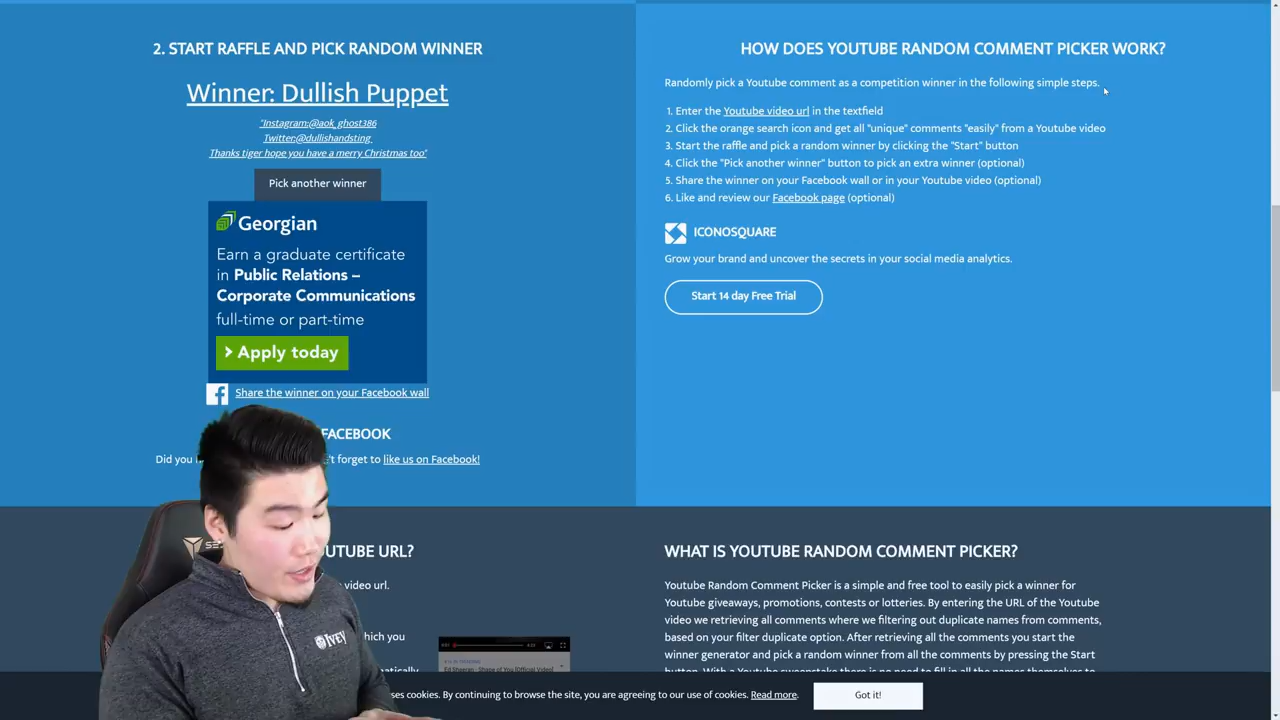 2. START RAFFLE AND PICK RANDOM WINNER
Winner: Dullish Puppet
"Instagram:@aok_ghost386
Twitter:@dullishandsting
Thanks tiger hope you have a merry Christmas too"
Pick another winner
Georgian
Earn a graduate certificate
in Public Relations –
Corporate Communications
full-time or part-time
> Apply today
Share the winner on your Facebook wall
FACEBOOK
Did you forget to like us on Facebook!
HOW DOES YOUTUBE RANDOM COMMENT PICKER WORK?
Randomly pick a Youtube comment as a competition winner in the following simple steps.
1. Enter the Youtube video url in the textfield
2. Click the orange search icon and get all "unique" comments "easily" from a Youtube video
3. Start the raffle and pick a random winner by clicking the "Start" button
4. Click the "Pick another winner" button to pick an extra winner (optional)
5. Share the winner on your Facebook wall or in your Youtube video (optional)
6. Like and review our Facebook page (optional)
ICONOSQUARE
Grow your brand and uncover the secrets in your social media analytics.
Start 14 day Free Trial
UTUBE URL?
video url.
which you
IVEY
WHAT IS YOUTUBE RANDOM COMMENT PICKER?
Youtube Random Comment Picker is a simple and free tool to easily pick a winner for
Youtube giveaways, promotions, contests or lotteries. By entering the URL of the Youtube
video we retrieving all comments where we filtering out duplicate names from comments,
based on your filter duplicate option. After retrieving all the comments you start the
winner generator and pick a random winner from all the comments by pressing the Start
button. With a Youtube sweepstake there is no need to fill in all the names themselves to
ses cookies. By continuing to browse the site, you are agreeing to our use of cookies. Read more.
Got it!